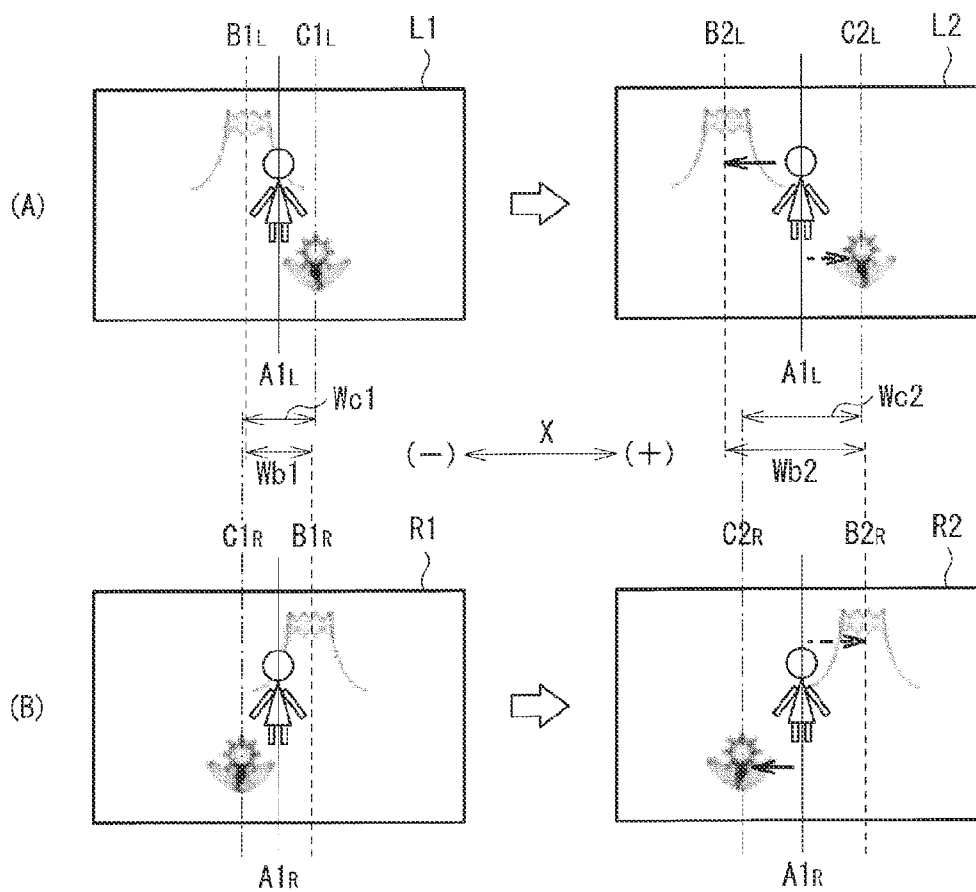 B1L C1L L1 B2L C2L L2
(A)
A1L A1L
Wc1 Wc2
(-) X (+)
Wb1 Wb2
C1R B1R R1 C2R B2R R2
(B)
A1R A1R